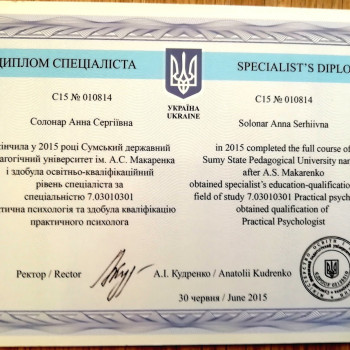 ДИПЛОМ СПЕЦІАЛІСТА
SPECIALIST'S DIPLO
С15 № 010814
C15 № 010814
УКРАЇНА
UKRAINE
Солонар Анна Сергіївна
Solonar Anna Serhiivna
інчила у 2015 році Сумський державний
агогічний університет ім. А.С. Макаренка
і здобула освітньо-кваліфікаційний
рівень спеціаліста за
спеціальністю 7.03010301
ктична психологія та здобула кваліфікацію
практичного психолога
in 2015 completed the full course of
Sumy State Pedagogical University na
after A.S. Makarenko
obtained specialist's education-qualification
field of study 7.03010301 Practical psych
obtained qualification of
Practical Psychologist
Ректор / Rector
А.І. Кудренко / Anatolii Kudrenko
30 червня / June 2015